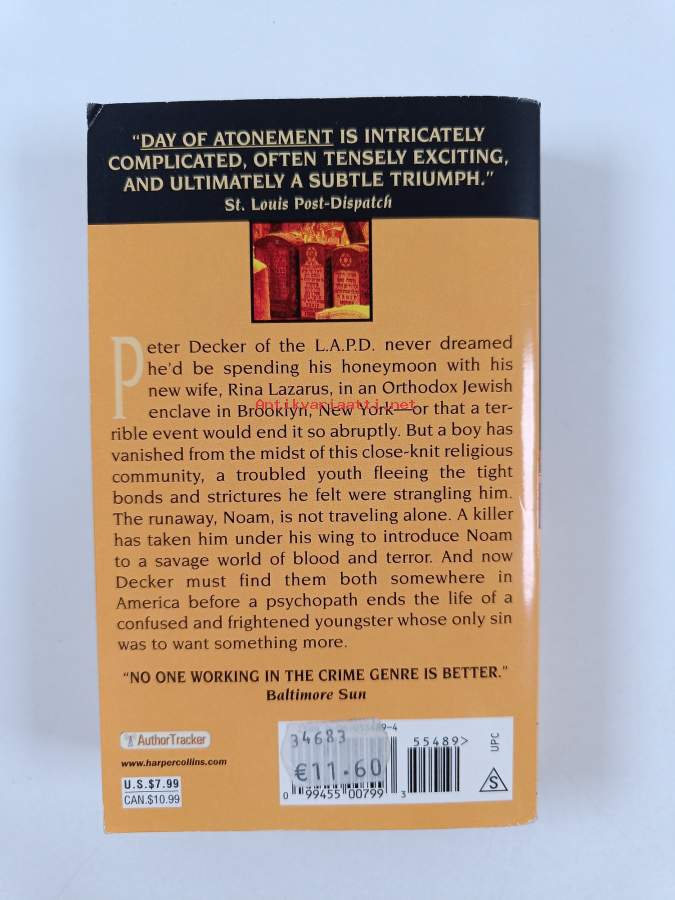 “DAY OF ATONEMENT IS INTRICATELY
COMPLICATED, OFTEN TENSELY EXCITING,
AND ULTIMATELY A SUBTLE TRIUMPH.”
St. Louis Post-Dispatch
Peter Decker of the L.A.P.D. never dreamed
he'd be spending his honeymoon with his
new wife, Rina Lazarus, in an Orthodox Jewish
enclave in Brooklyn, New York—or that a ter-
Antikvariaatti.net
rible event would end it so abruptly. But a boy has
vanished from the midst of this close-knit religious
community, a troubled youth fleeing the tight
bonds and strictures he felt were strangling him.
The runaway, Noam, is not traveling alone. A killer
has taken him under his wing to introduce Noam
to a savage world of blood and terror. And now
Decker must find them both somewhere in
America before a psychopath ends the life of a
confused and frightened youngster whose only sin
was to want something more.
“NO ONE WORKING IN THE CRIME GENRE IS BETTER.”
Baltimore Sun
AuthorTracker
www.harpercollins.com
U.S.$7.99
CAN.$10.99
34683
€11.60
55489>
0 99455 00799 3
UPC
S